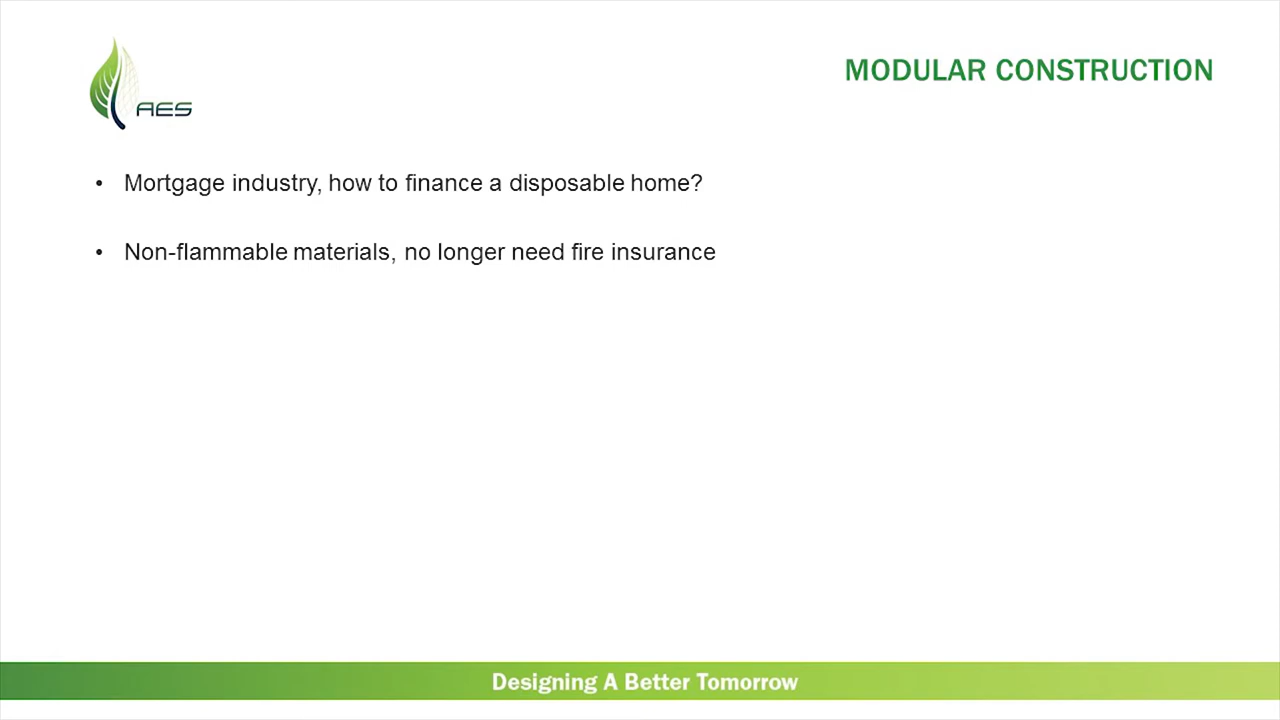 AES
MODULAR CONSTRUCTION
• Mortgage industry, how to finance a disposable home?
• Non-flammable materials, no longer need fire insurance
Designing A Better Tomorrow